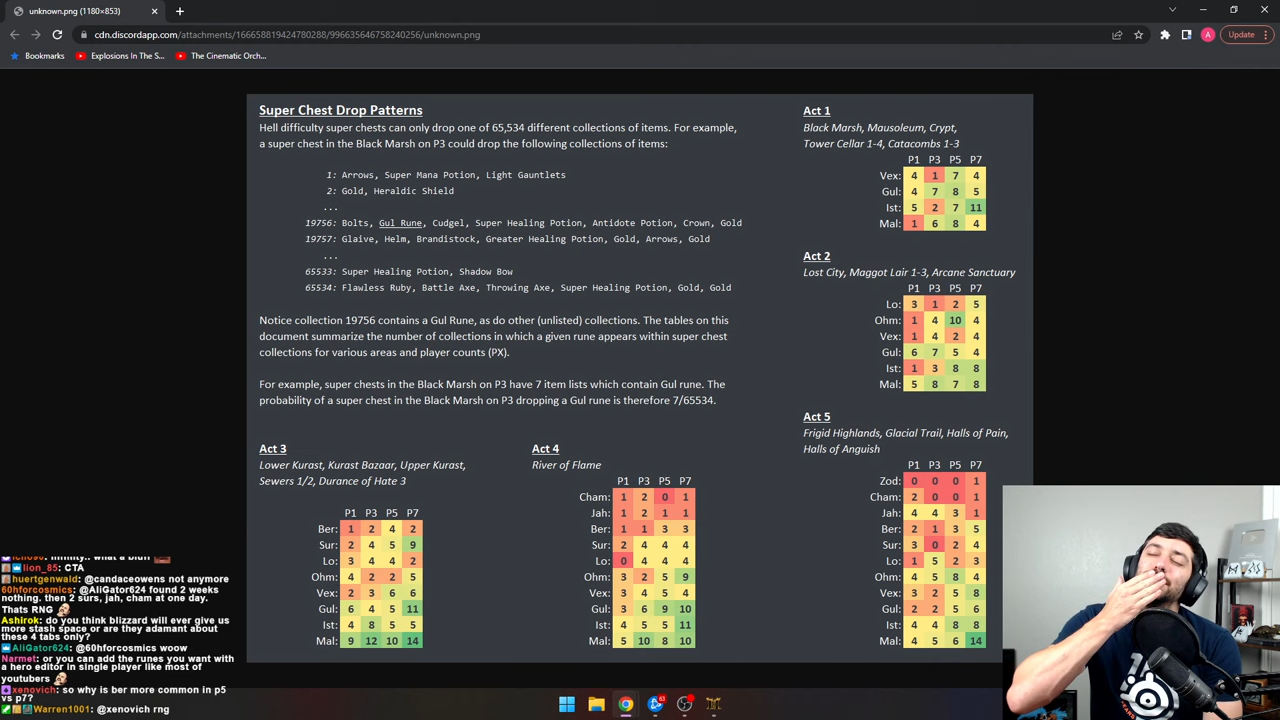 unknown.png (1180×853)
cdn.discordapp.com/attachments/166658819424780288/996635646758240256/unknown.png
Update
A
Bookmarks
Explosions In The S...
The Cinematic Orch...
Super Chest Drop Patterns
Hell difficulty super chests can only drop one of 65,534 different collections of items. For example,
a super chest in the Black Marsh on P3 could drop the following collections of items:
1: Arrows, Super Mana Potion, Light Gauntlets
2: Gold, Heraldic Shield
...
19756: Bolts, Gul Rune, Cudgel, Super Healing Potion, Antidote Potion, Crown, Gold
19757: Glaive, Helm, Brandistock, Greater Healing Potion, Gold, Arrows, Gold
...
65533: Super Healing Potion, Shadow Bow
65534: Flawless Ruby, Battle Axe, Throwing Axe, Super Healing Potion, Gold, Gold
Notice collection 19756 contains a Gul Rune, as do other (unlisted) collections. The tables on this
document summarize the number of collections in which a given rune appears within super chest
collections for various areas and player counts (PX).
For example, super chests in the Black Marsh on P3 have 7 item lists which contain Gul rune. The
probability of a super chest in the Black Marsh on P3 dropping a Gul rune is therefore 7/65534.
Act 1
Black Marsh, Mausoleum, Crypt,
Tower Cellar 1-4, Catacombs 1-3
P1 P3 P5 P7
Vex: 4 1 7 4
Gul: 4 7 8 5
Ist: 5 2 7 11
Mal: 1 6 8 4
Act 2
Lost City, Maggot Lair 1-3, Arcane Sanctuary
P1 P3 P5 P7
Lo: 3 1 2 5
Ohm: 1 4 10 4
Vex: 1 4 2 4
Gul: 6 7 5 4
Ist: 1 3 8 8
Mal: 5 8 7 8
Act 3
Lower Kurast, Kurast Bazaar, Upper Kurast,
Sewers 1/2, Durance of Hate 3
P1 P3 P5 P7
Ber: 1 2 4 2
Sur: 2 4 5 9
Lo: 3 4 4 2
Ohm: 4 2 2 5
Vex: 2 3 6 6
Gul: 6 4 5 11
Ist: 4 8 5 5
Mal: 9 12 10 14
Act 4
River of Flame
P1 P3 P5 P7
Cham: 1 2 0 1
Jah: 1 2 1 1
Ber: 1 1 3 3
Sur: 2 4 4 4
Lo: 0 4 4 4
Ohm: 3 2 5 9
Vex: 3 4 5 4
Gul: 3 6 9 10
Ist: 4 5 5 11
Mal: 5 10 8 10
Act 5
Frigid Highlands, Glacial Trail, Halls of Pain,
Halls of Anguish
P1 P3 P5 P7
Zod: 0 0 0 1
Cham: 2 0 0 1
Jah: 4 4 3 1
Ber: 2 1 3 5
Sur: 3 0 2 4
Lo: 1 5 2 4
Ohm: 4 5 8 4
Vex: 3 2 5 8
Gul: 2 2 5 6
Ist: 4 4 8 8
Mal: 4 5 6 14
lion_85: CTA
huertgenwald: @candaceowens not anymore
60hforcosmics: @AliGator624 found 2 weeks
nothing. then 2 surs, jah, cham at one day.
Thats RNG
Ashirok: do you think blizzard will ever give us
more stash space or are they adamant about
these 4 tabs only?
AliGator624: @60hforcosmics wow
Narmet: or you can add the runes you want with
a hero editor in single player like most of
youtubers
xenovich: so why is ber more common in p5
vs p7?
Warren1001: @xenovich rng
63